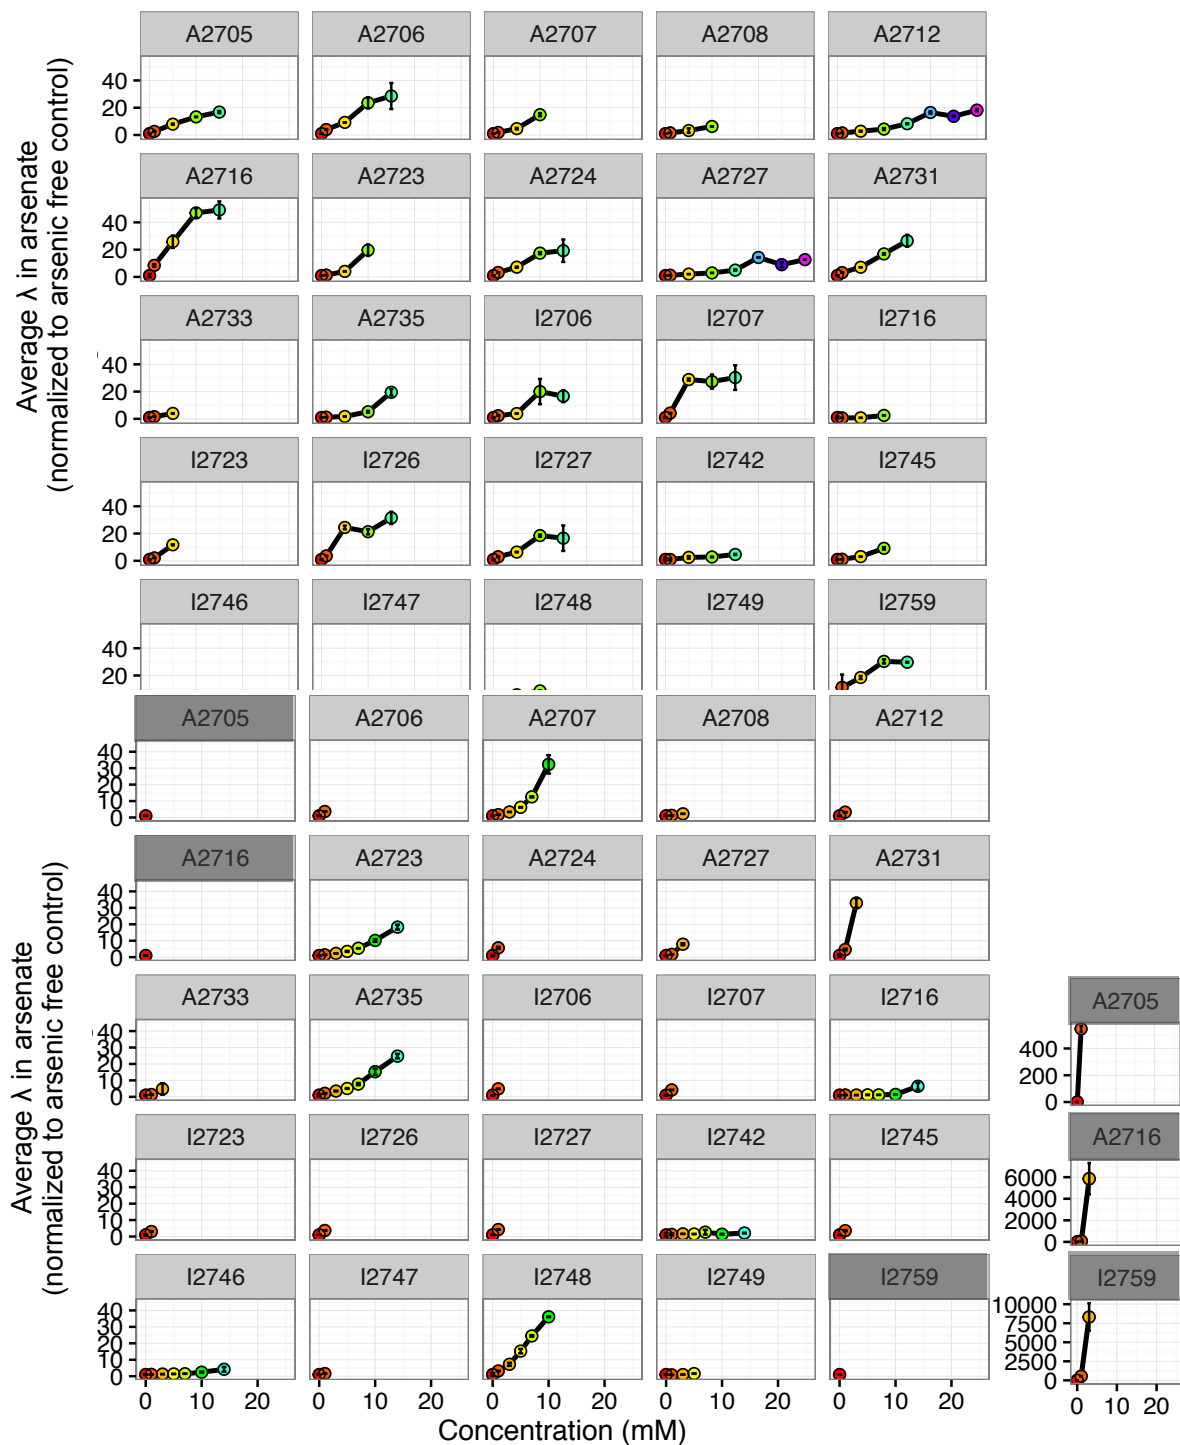 A2705 A2706 A2707 A2708 A2712
40
20
0
A2716 A2723 A2724 A2727 A2731
40
20
0
A2733 A2735 I2706 I2707 I2716
40
20
0
I2723 I2726 I2727 I2742 I2745
40
20
0
I2746 I2747 I2748 I2749 I2759
40
20
Average λ in arsenate
(normalized to arsenic free control)
A2705 A2706 A2707 A2708 A2712
40
30
20
10
0
A2716 A2723 A2724 A2727 A2731
40
30
20
10
0
A2733 A2735 I2706 I2707 I2716
40
30
20
10
0
I2723 I2726 I2727 I2742 I2745
40
30
20
10
0
I2746 I2747 I2748 I2749 I2759
40
30
20
10
0
0 10 20 0 10 20 0 10 20 0 10 20 0 10 20
Average λ in arsenate
(normalized to arsenic free control)
Concentration (mM)
A2705
400
200
0
A2716
6000
4000
2000
0
I2759
10000
7500
5000
2500
0
0 10 20